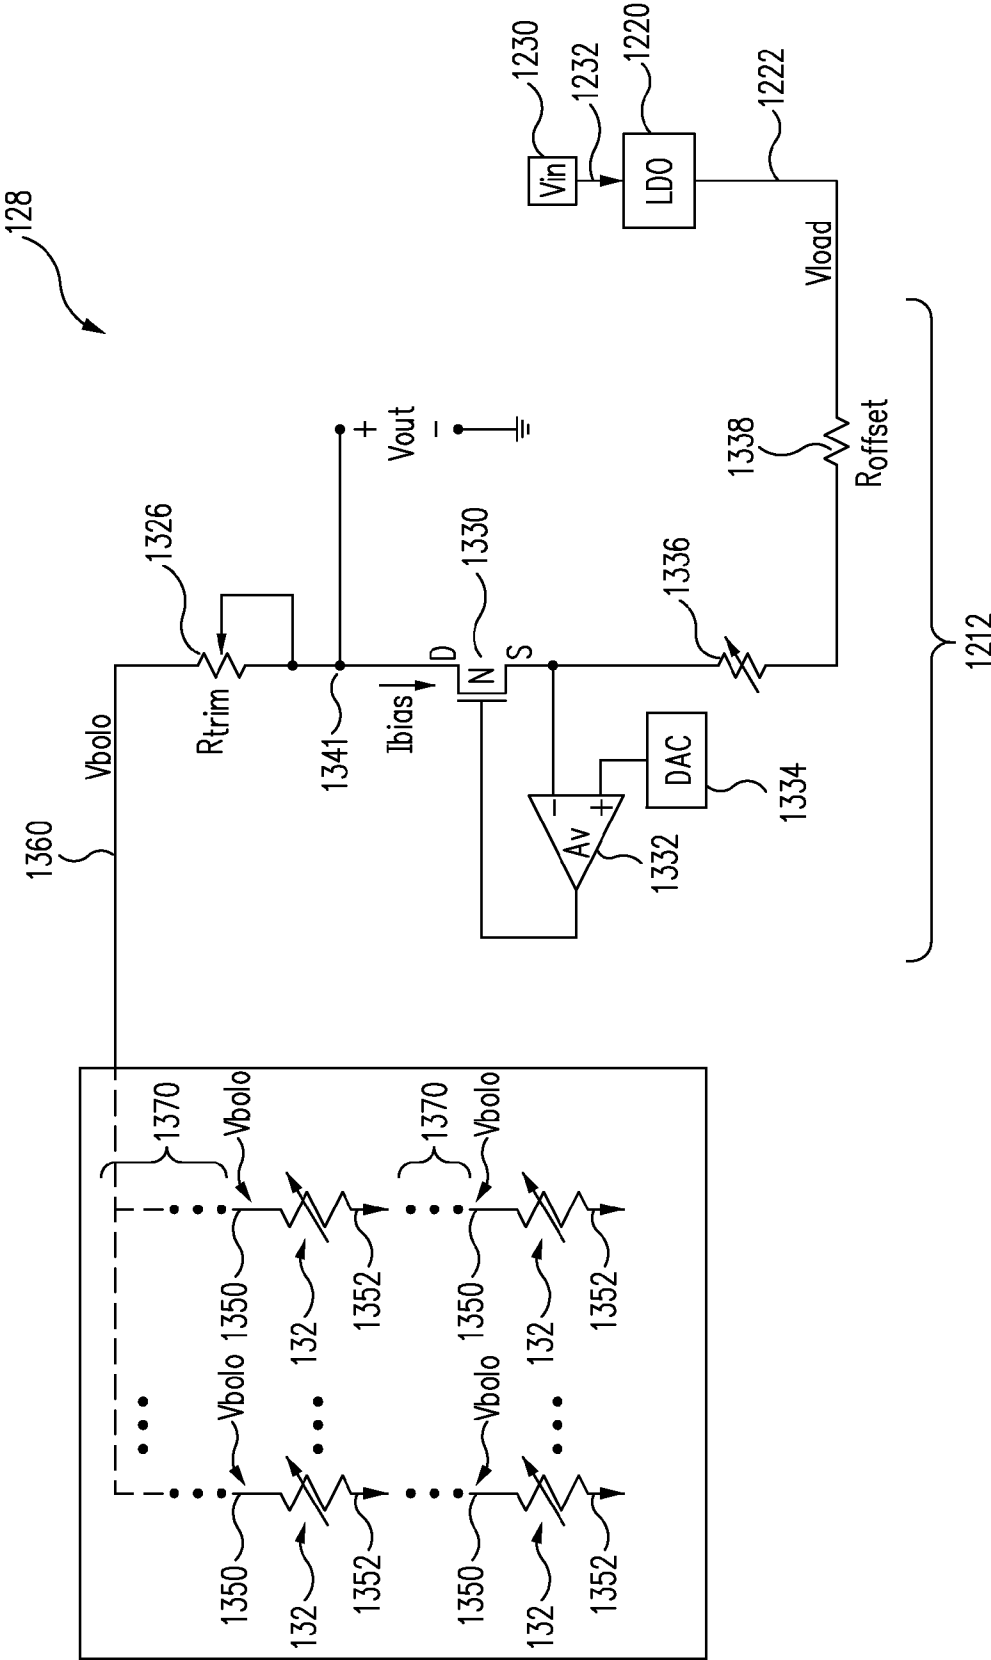 128
1360
Vbolo
Rtrim
1326
1341
Ibias
+
Vout
−
D
N
S
1330
1230
Vin
1232
LDO
1220
1222
Vload
1338
Roffset
1336
Av
−
+
1332
DAC
1334
1212
1370
1370
Vbolo
Vbolo
1350
132
1352
1350
132
1352
Vbolo
Vbolo
1350
132
1352
1350
132
1352